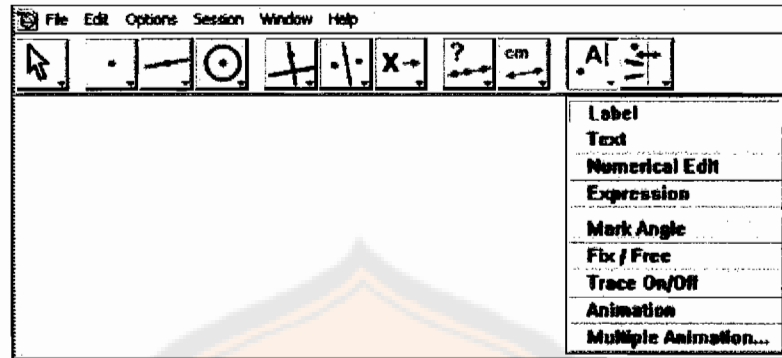 File Edit Options Session Window Help
X ? cm A
Label
Text
Numerical Edit
Expression
Mark Angle
Fix / Free
Trace On/Off
Animation
Multiple Animation...